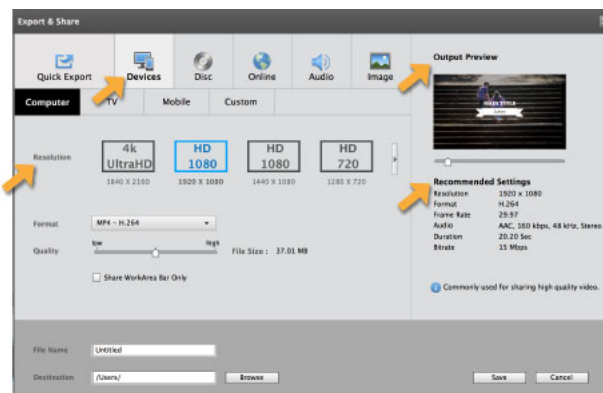 Export & Share
Quick Export
Devices
Disc
Online
Audio
Image
Computer
TV
Mobile
Custom
Resolution
4k
UltraHD
3840 X 2160
HD
1080
1920 X 1080
HD
1080
1440 X 1080
HD
720
1280 X 720
Format
MP4 - H.264
Quality
low
high
File Size : 37.01 MB
Share WorkArea Bar Only
File Name
Untitled
Destination
/Users/
Browse
Output Preview
MAIN TITLE
Recommended Settings
Resolution 1920 x 1080
Format H.264
Frame Rate 29.97
Audio AAC, 160 kbps, 48 kHz, Stereo
Duration 20.20 Sec
Bitrate 15 Mbps
Commonly used for sharing high quality video.
Save
Cancel